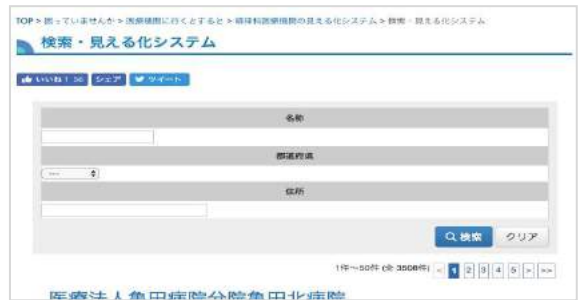 TOP > 困っていませんか > 医療機関に行くとすると > 精神科医療機関の見える化システム > 検索・見える化システム
検索・見える化システム
いいね！ 50 シェア ツイート
名称
都道府県
---
住所
検索 クリア
1件～50件 (全 3508件) < 1 2 3 4 5 > >>
医療法人亀田病院分院亀田北病院